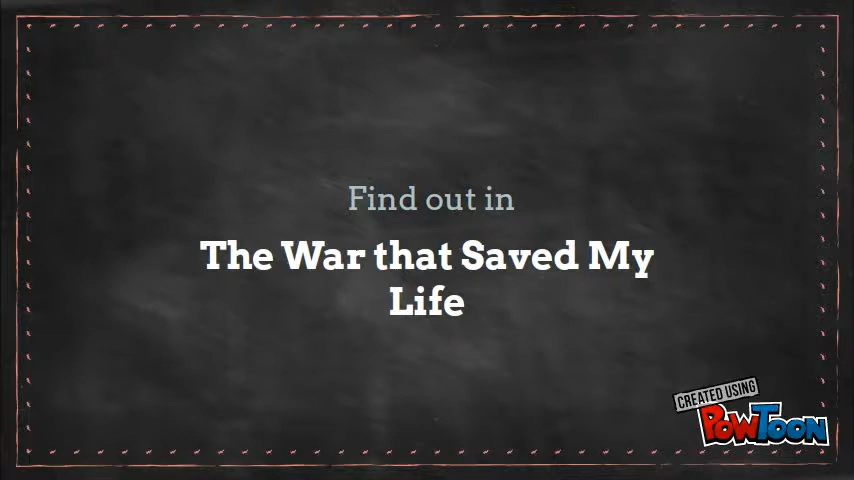 Find out in
The War that Saved My
Life
CREATED USING
POWTOON